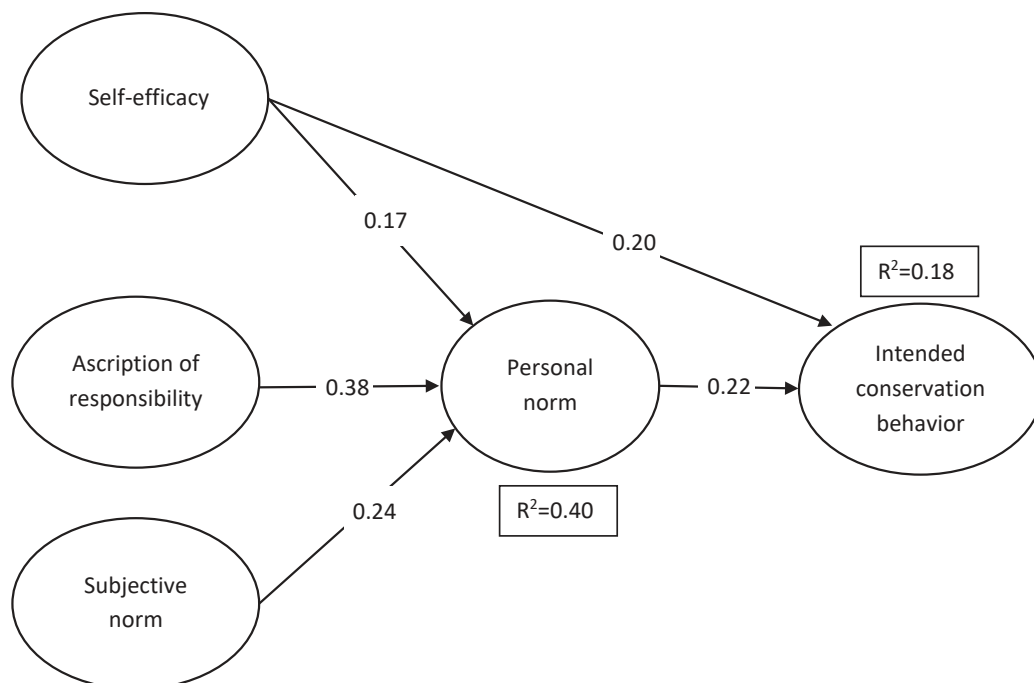 Self-efficacy
0.17
0.20
R²=0.18
Ascription of
responsibility
0.38
Personal
norm
0.22
Intended
conservation
behavior
R²=0.40
0.24
Subjective
norm